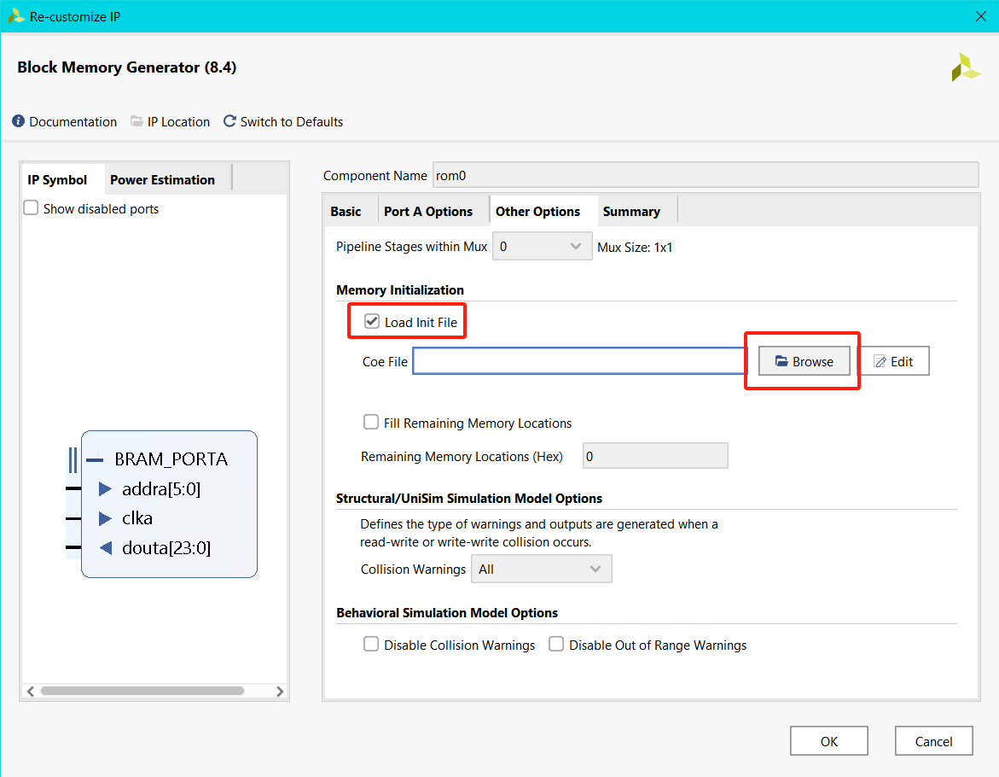 Re-customize IP
Block Memory Generator (8.4)
Documentation IP Location Switch to Defaults
IP Symbol Power Estimation
Show disabled ports
BRAM_PORTA
addra[5:0]
clka
douta[23:0]
Component Name rom0
Basic Port A Options Other Options Summary
Pipeline Stages within Mux 0 Mux Size: 1x1
Memory Initialization
Load Init File
Coe File Browse Edit
Fill Remaining Memory Locations
Remaining Memory Locations (Hex) 0
Structural/UniSim Simulation Model Options
Defines the type of warnings and outputs are generated when a
read-write or write-write collision occurs.
Collision Warnings All
Behavioral Simulation Model Options
Disable Collision Warnings Disable Out of Range Warnings
OK Cancel